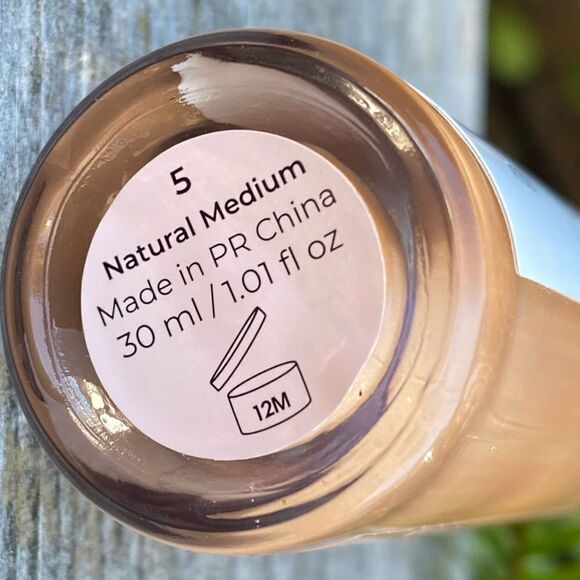 5
Natural Medium
Made in PR China
30 ml/1.01 fl oz
12M